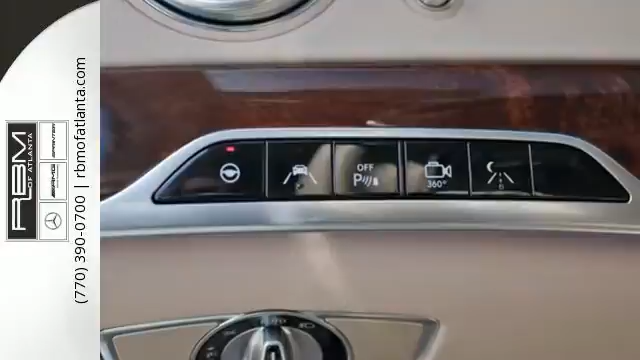 RBM
OF ATLANTA
(770) 390-0700 | rbmofatlanta.com
OFF
P
360°